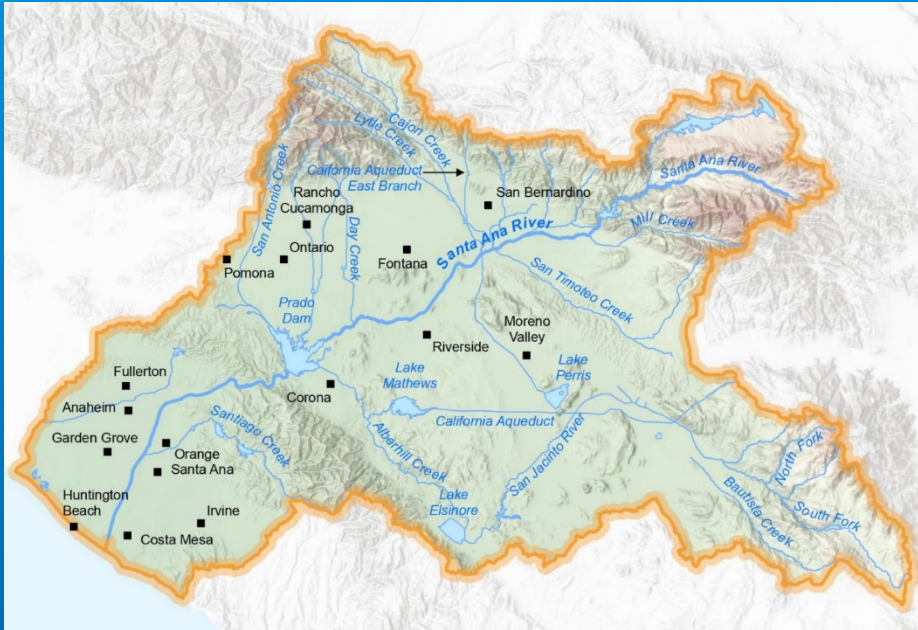 Cajon Creek
Lytle Creek
San Antonio Creek
California Aqueduct
East Branch
Santa Ana River
San Bernardino
Rancho
Cucamonga
Mill Creek
Santa Ana River
Ontario
Day Creek
Fontana
Pomona
San Timoteo Creek
Prado
Dam
Moreno
Valley
Riverside
Lake
Perris
Fullerton
Lake
Mathews
Corona
Anaheim
California Aqueduct
Santiago Creek
Garden Grove
Orange
Santa Ana
Alberhill Creek
San Jacinto River
North Fork
Bautista Creek
South Fork
Huntington
Beach
Irvine
Lake
Elsinore
Costa Mesa